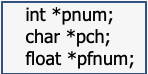 int *pnum;
char *pch;
float *pfnum;